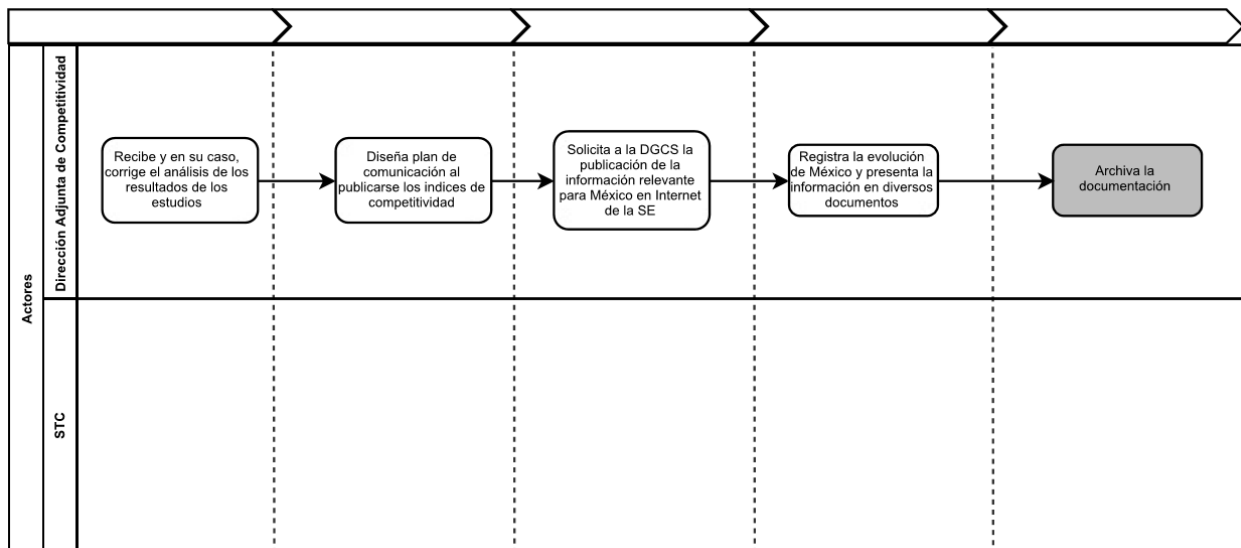 Actores
Dirección Adjunta de Competitividad
Recibe y en su caso,
corrige el análisis de los
resultados de los
estudios
Diseña plan de
comunicación al
publicarse los indices de
competitividad
Solicita a la DGCS la
publicación de la
información relevante
para México en Internet
de la SE
Registra la evolución
de México y presenta la
información en diversos
documentos
Archiva la
documentación
STC